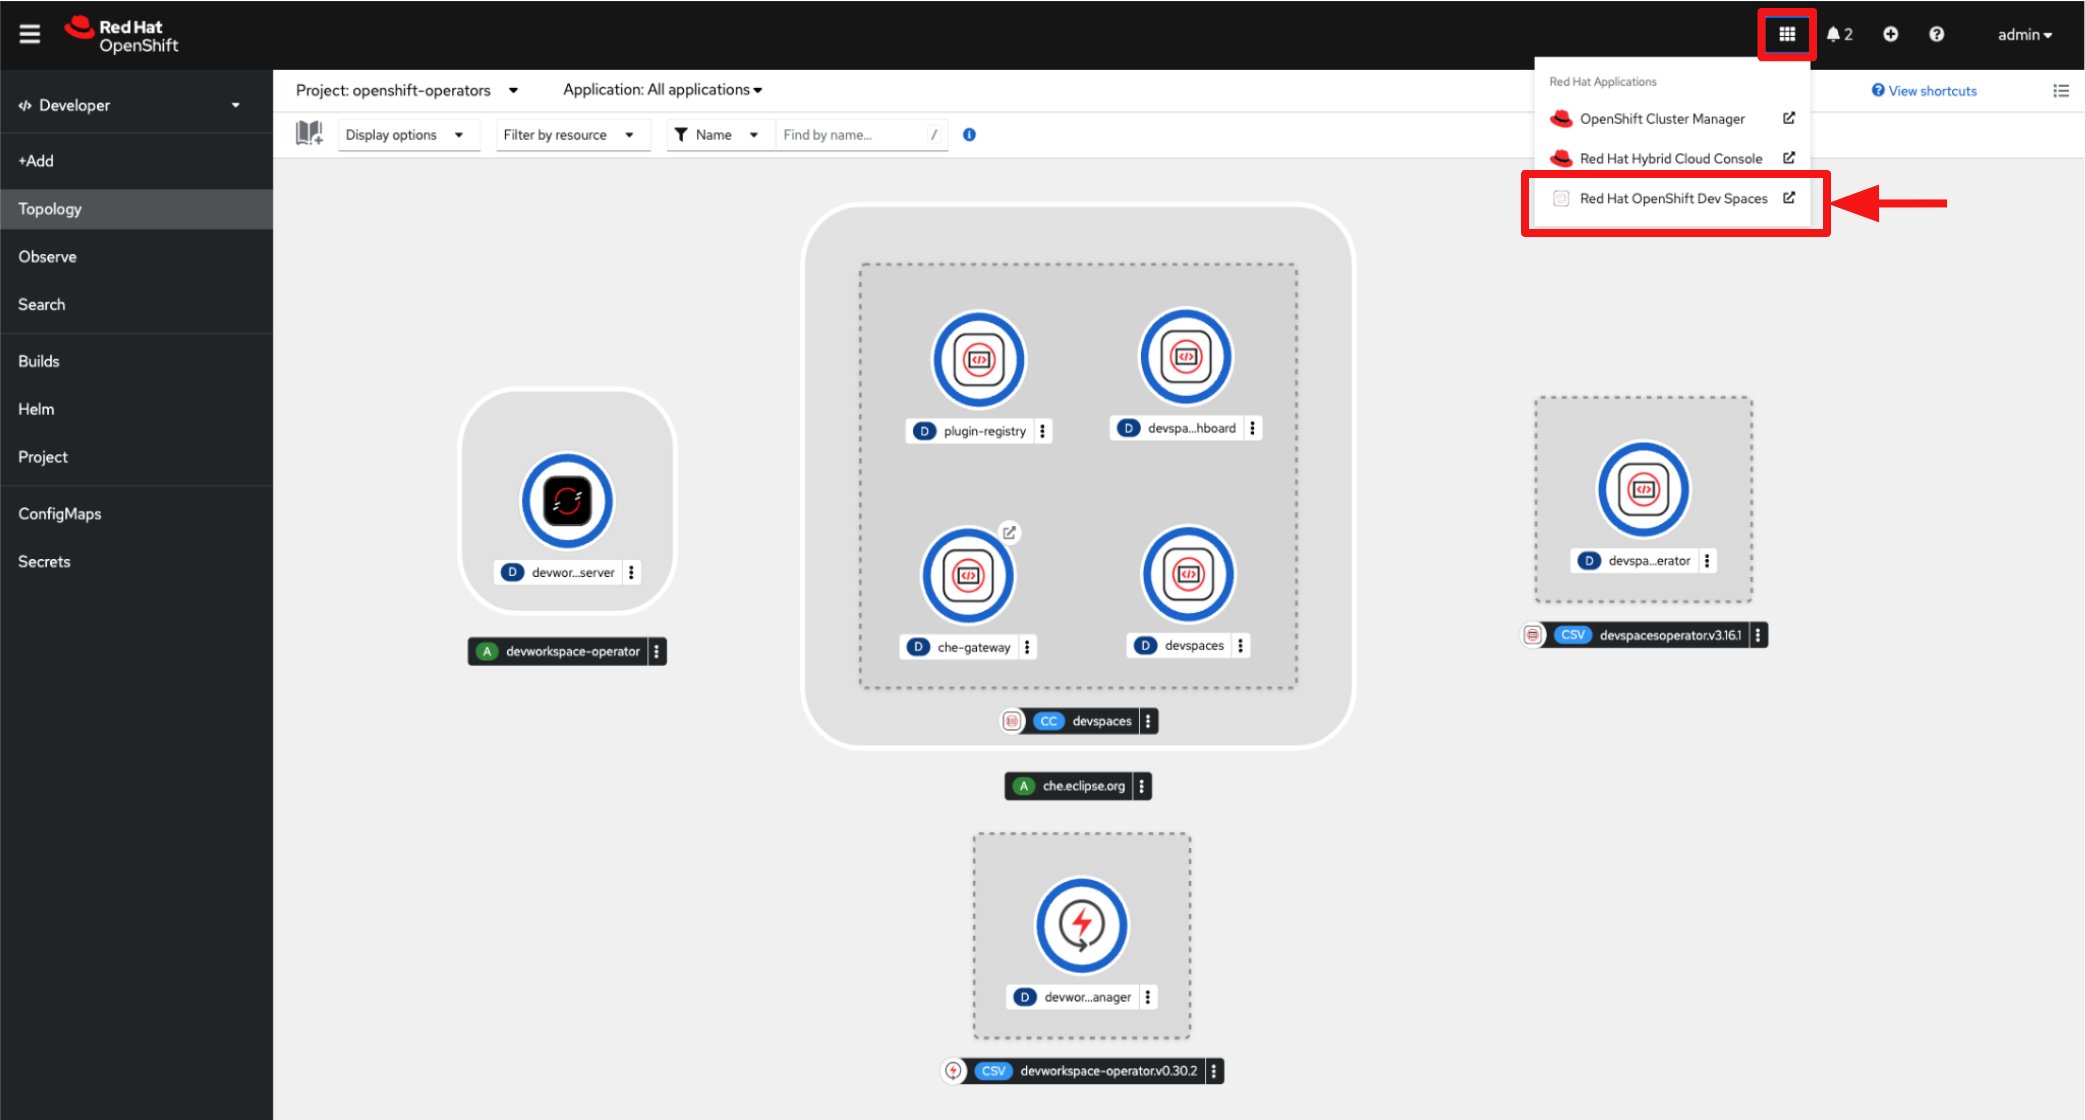 Red Hat
OpenShift
2
admin
Developer
+Add
Topology
Observe
Search
Builds
Helm
Project
ConfigMaps
Secrets
Project: openshift-operators
Application: All applications
View shortcuts
Display options
Filter by resource
Name
Find by name...
/
Red Hat Applications
OpenShift Cluster Manager
Red Hat Hybrid Cloud Console
Red Hat OpenShift Dev Spaces
D plugin-registry
D devspa...hboard
D devwor...server
D che-gateway
D devspaces
D devspa...erator
A devworkspace-operator
CSV devspacesoperator.v3.16.1
CC devspaces
A che.eclipse.org
D devwor...anager
CSV devworkspace-operator.v0.30.2